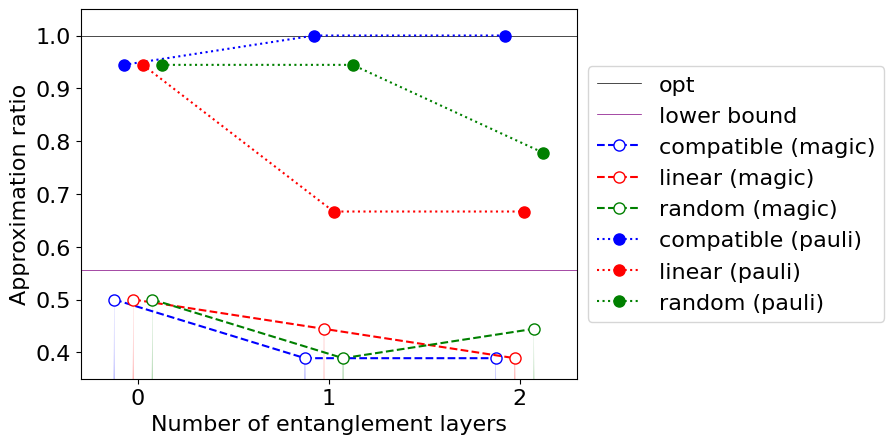 1.0
0.9
0.8
0.7
0.6
0.5
0.4
Approximation ratio
0
1
2
Number of entanglement layers
opt
lower bound
compatible (magic)
linear (magic)
random (magic)
compatible (pauli)
linear (pauli)
random (pauli)